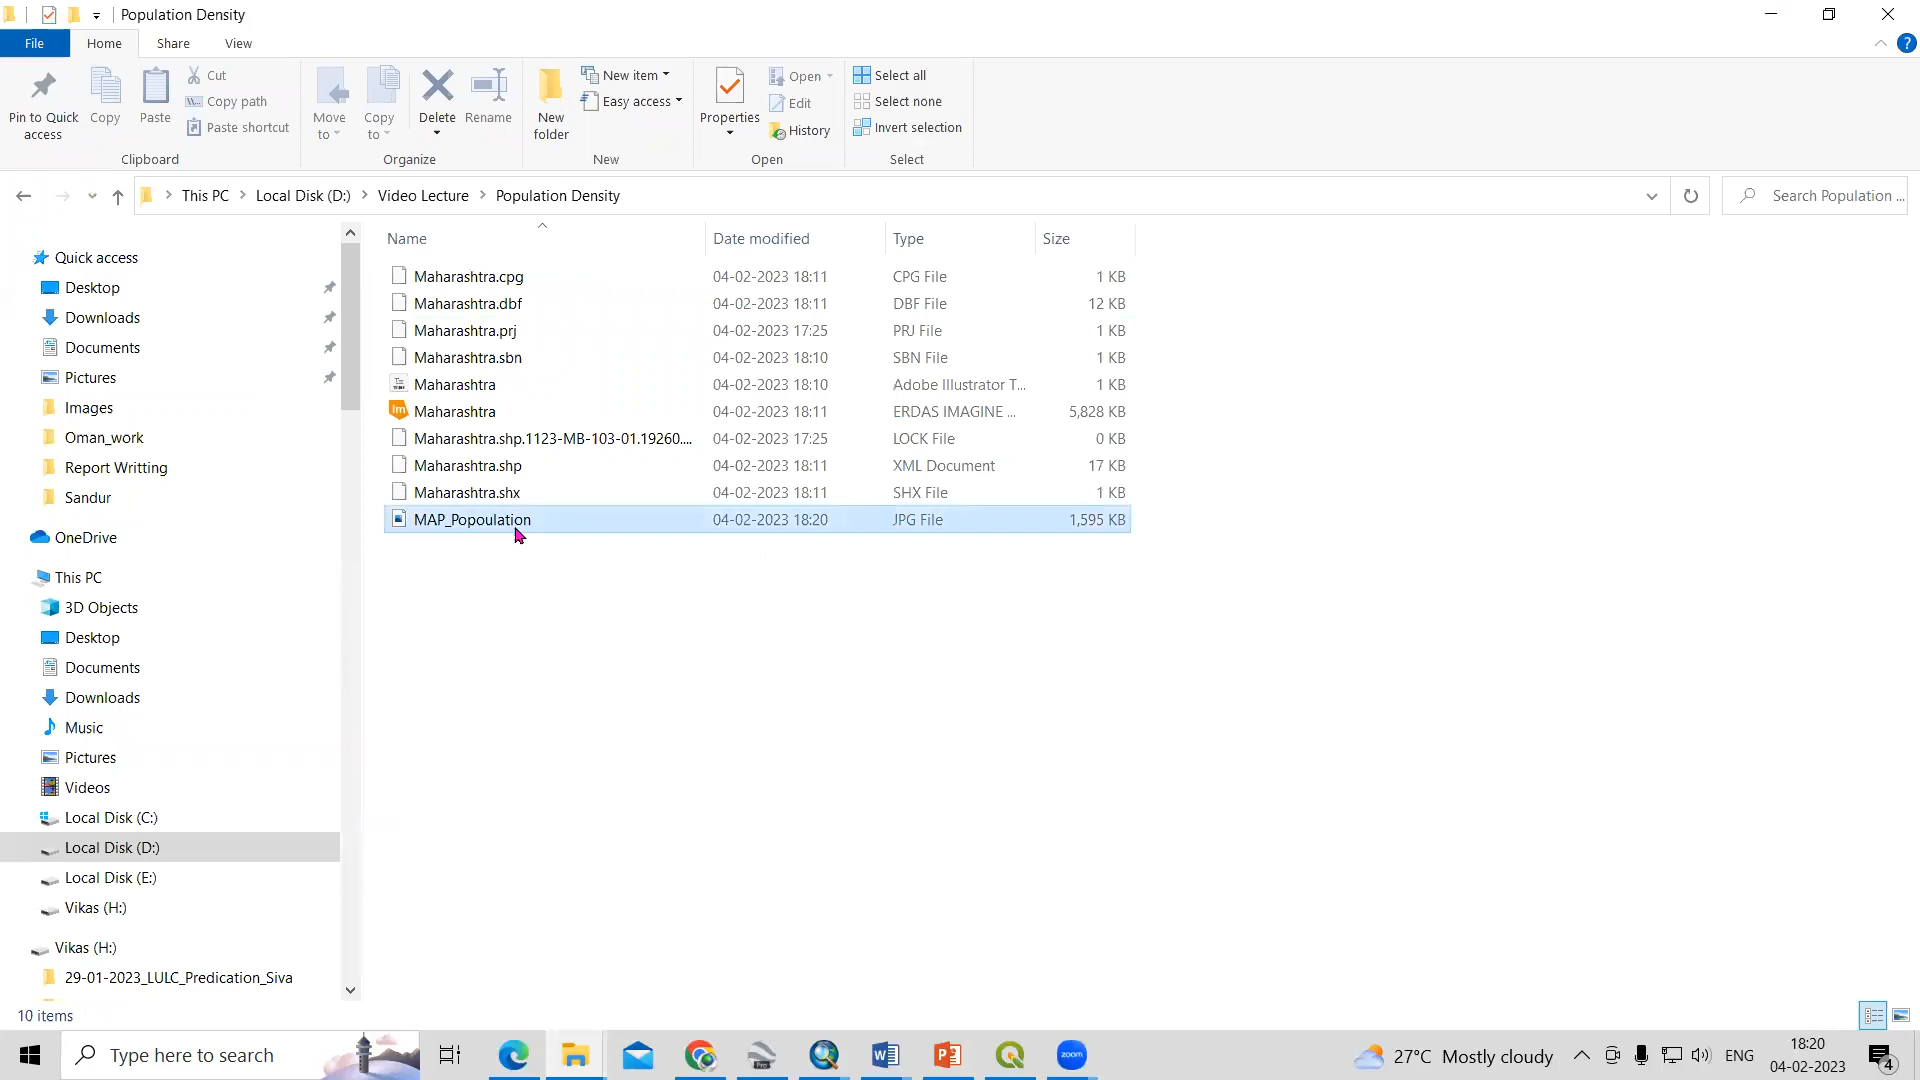 Population Density
File Home Share View
Pin to Quick access
Copy
Paste
Cut
Copy path
Paste shortcut
Clipboard
Move to
Copy to
Delete
Rename
Organize
New folder
New item
Easy access
New
Properties
Open
Edit
History
Open
Select all
Select none
Invert selection
Select
This PC Local Disk (D:) Video Lecture Population Density
Search Population ...
Name Date modified Type Size
Maharashtra.cpg 04-02-2023 18:11 CPG File 1 KB
Maharashtra.dbf 04-02-2023 18:11 DBF File 12 KB
Maharashtra.prj 04-02-2023 17:25 PRJ File 1 KB
Maharashtra.sbn 04-02-2023 18:10 SBN File 1 KB
Maharashtra 04-02-2023 18:10 Adobe Illustrator T... 1 KB
Maharashtra 04-02-2023 18:11 ERDAS IMAGINE ... 5,828 KB
Maharashtra.shp.1123-MB-103-01.19260.... 04-02-2023 17:25 LOCK File 0 KB
Maharashtra.shp 04-02-2023 18:11 XML Document 17 KB
Maharashtra.shx 04-02-2023 18:11 SHX File 1 KB
MAP_Popoulation 04-02-2023 18:20 JPG File 1,595 KB
Quick access
Desktop
Downloads
Documents
Pictures
Images
Oman_work
Report Writting
Sandur
OneDrive
This PC
3D Objects
Desktop
Documents
Downloads
Music
Pictures
Videos
Local Disk (C:)
Local Disk (D:)
Local Disk (E:)
Vikas (H:)
Vikas (H:)
29-01-2023_LULC_Predication_Siva
10 items
Type here to search
Pro
zoom
27°C Mostly cloudy
ENG
18:20
04-02-2023
4